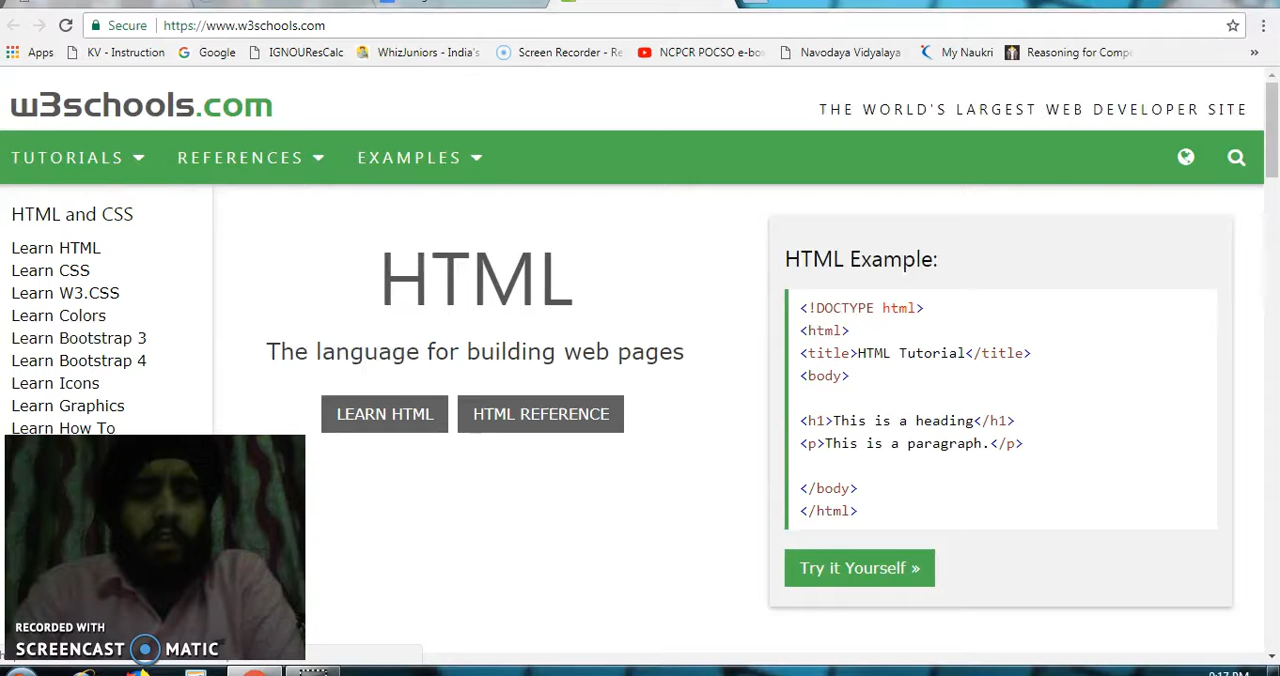 Secure https://www.w3schools.com
Apps KV - Instruction Google IGNOUResCalc WhizJuniors - India's Screen Recorder - Re NCPCR POCSO e-bo Navodaya Vidyalaya My Naukri Reasoning for Comp »
w3schools.com
THE WORLD'S LARGEST WEB DEVELOPER SITE
TUTORIALS REFERENCES EXAMPLES
HTML and CSS
Learn HTML
Learn CSS
Learn W3.CSS
Learn Colors
Learn Bootstrap 3
Learn Bootstrap 4
Learn Icons
Learn Graphics
Learn How To
HTML
The language for building web pages
LEARN HTML HTML REFERENCE
HTML Example:
<!DOCTYPE html>
<html>
<title>HTML Tutorial</title>
<body>
<h1>This is a heading</h1>
<p>This is a paragraph.</p>
</body>
</html>
Try it Yourself »
RECORDED WITH
SCREENCAST MATIC